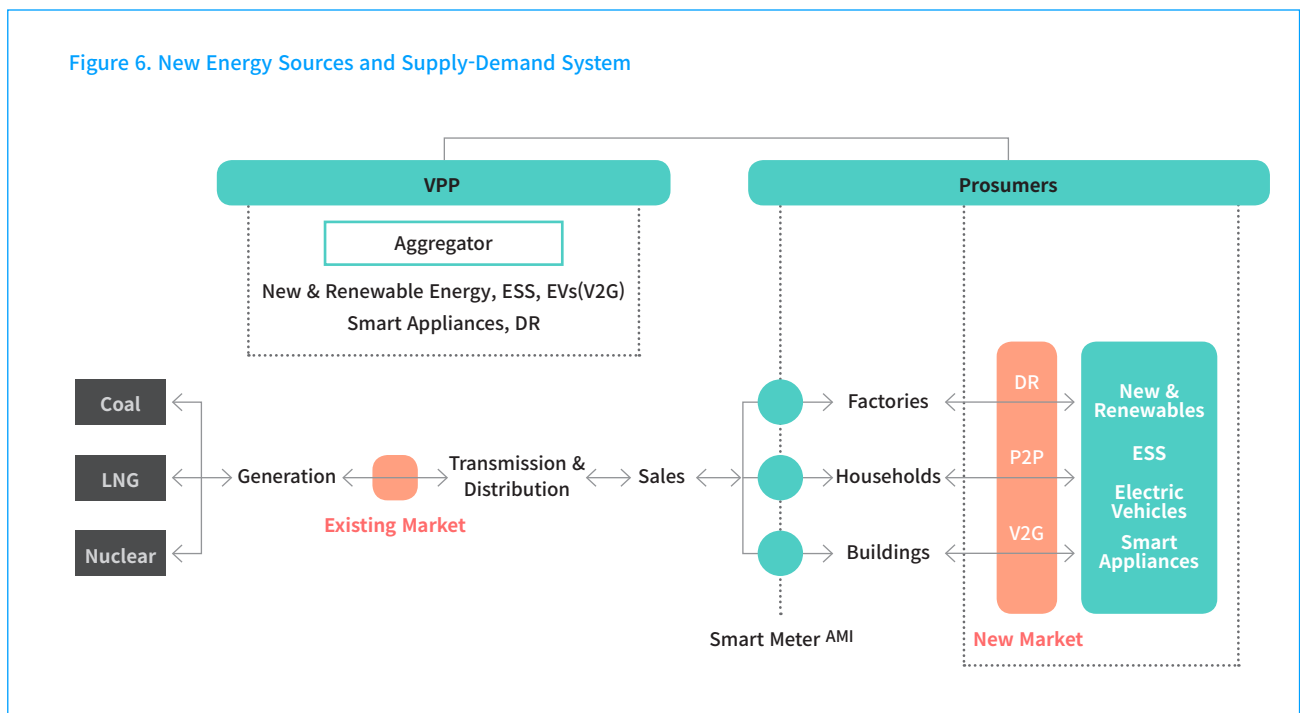 Figure 6. New Energy Sources and Supply-Demand System
VPP
Prosumers
Aggregator
New & Renewable Energy, ESS, EVs(V2G)
Smart Appliances, DR
Coal
LNG
Nuclear
Generation
Existing Market
Transmission &
Distribution
Sales
Factories
Households
Buildings
Smart Meter AMI
DR
P2P
V2G
New Market
New &
Renewables
ESS
Electric
Vehicles
Smart
Appliances